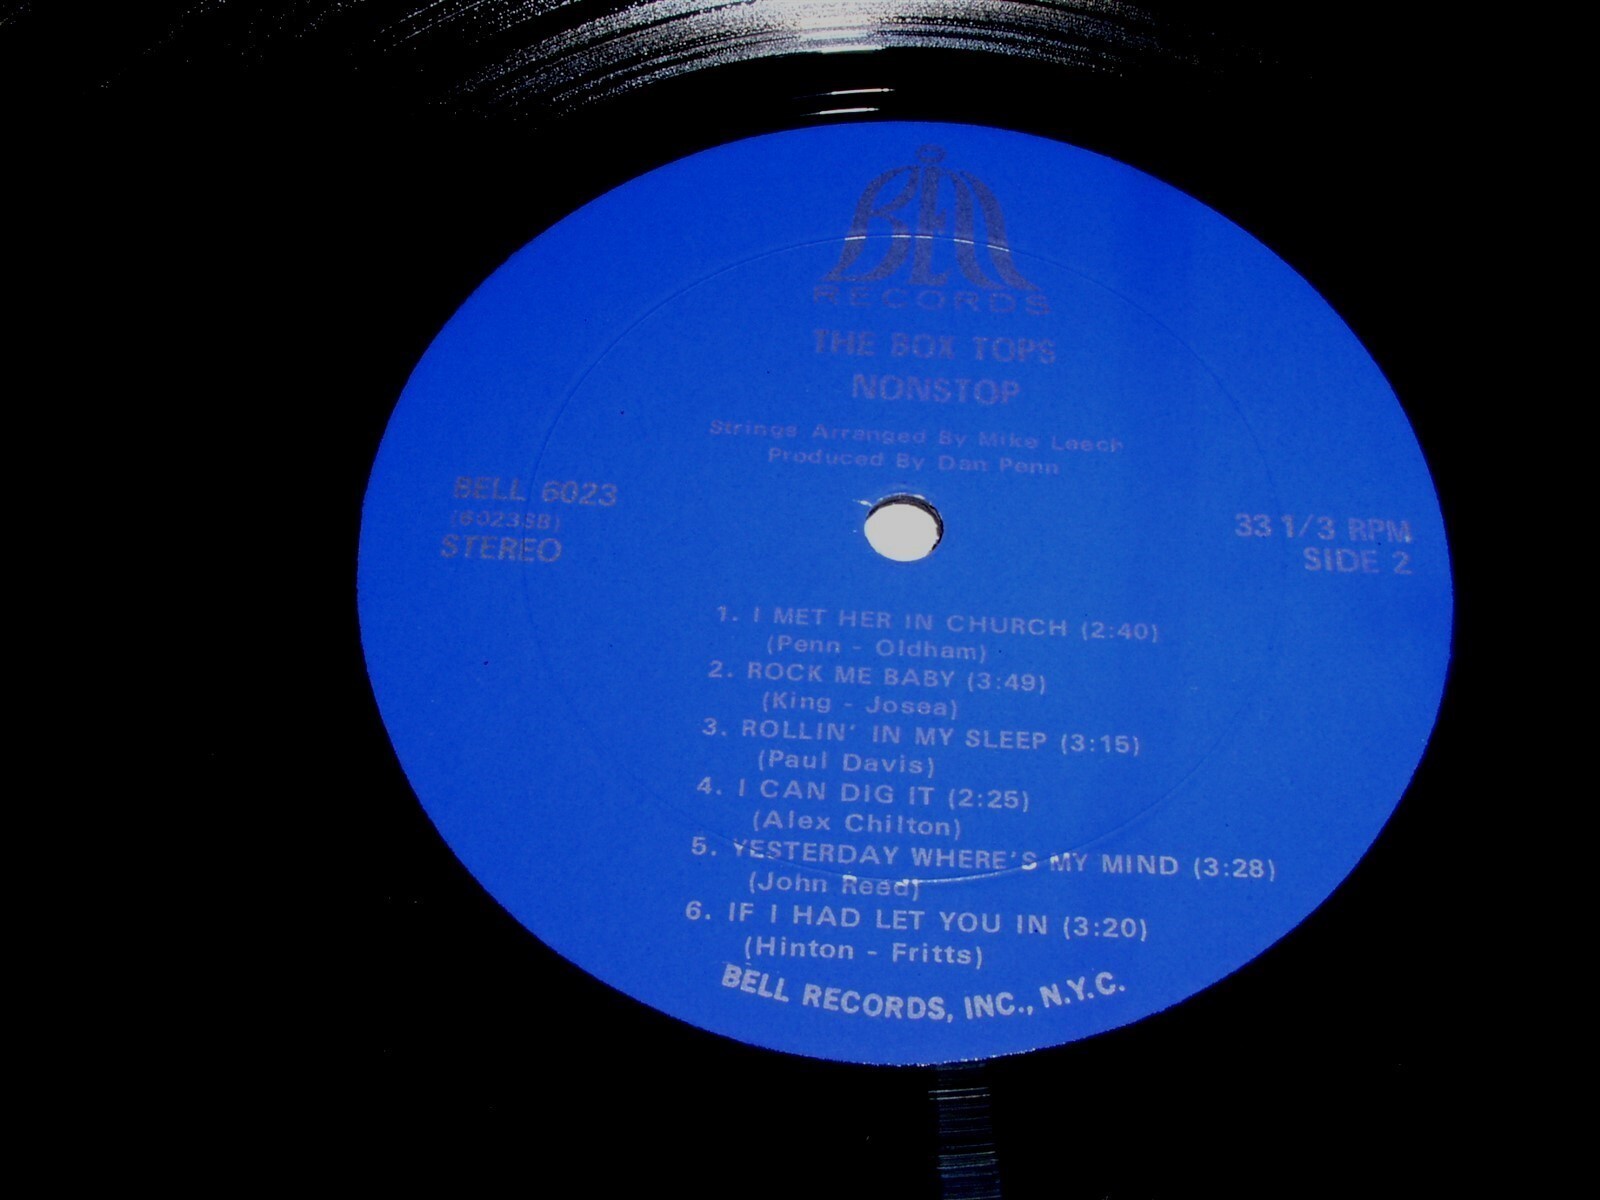 BELL
RECORDS
THE BOX TOPS
NONSTOP
Strings Arranged By Mike Leech
Produced By Dan Penn
BELL 6023
(6023SB)
STEREO
33 1/3 RPM
SIDE 2
1. I MET HER IN CHURCH (2:40)
(Penn - Oldham)
2. ROCK ME BABY (3:49)
(King - Josea)
3. ROLLIN' IN MY SLEEP (3:15)
(Paul Davis)
4. I CAN DIG IT (2:25)
(Alex Chilton)
5. YESTERDAY WHERE'S MY MIND (3:28)
(John Reed)
6. IF I HAD LET YOU IN (3:20)
(Hinton - Fritts)
BELL RECORDS, INC., N.Y.C.